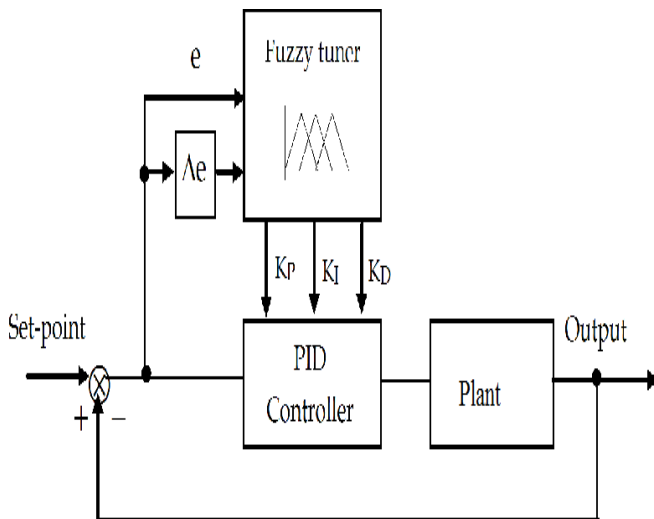 Fuzzy tuner
e
Δe
KP KI KD
Set-point
Output
PID
Controller
Plant
+ −